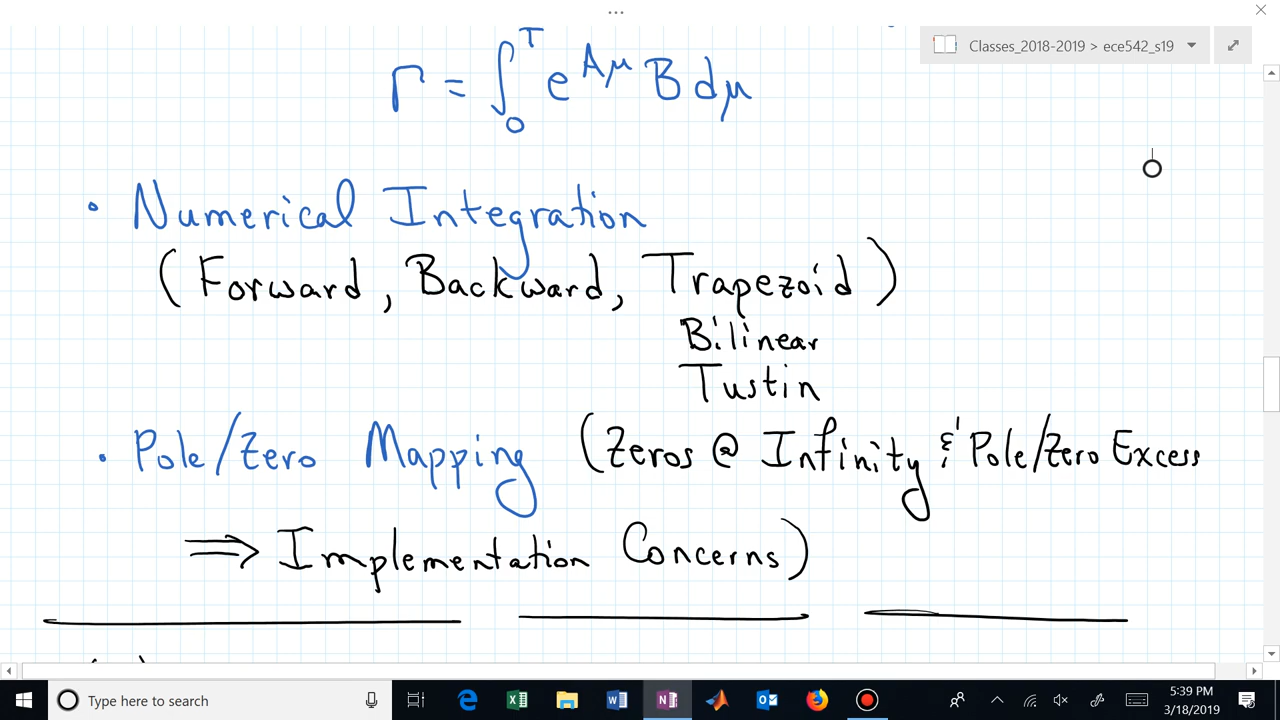 Classes_2018-2019 > ece542_s19
Γ = ∫₀ᵀ e^{Aμ} B dμ
• Numerical Integration
(Forward, Backward, Trapezoid)
Bilinear
Tustin
• Pole/Zero Mapping (Zeros @ Infinity & Pole/Zero Excess
⇒ Implementation Concerns)
Type here to search
5:39 PM
3/18/2019